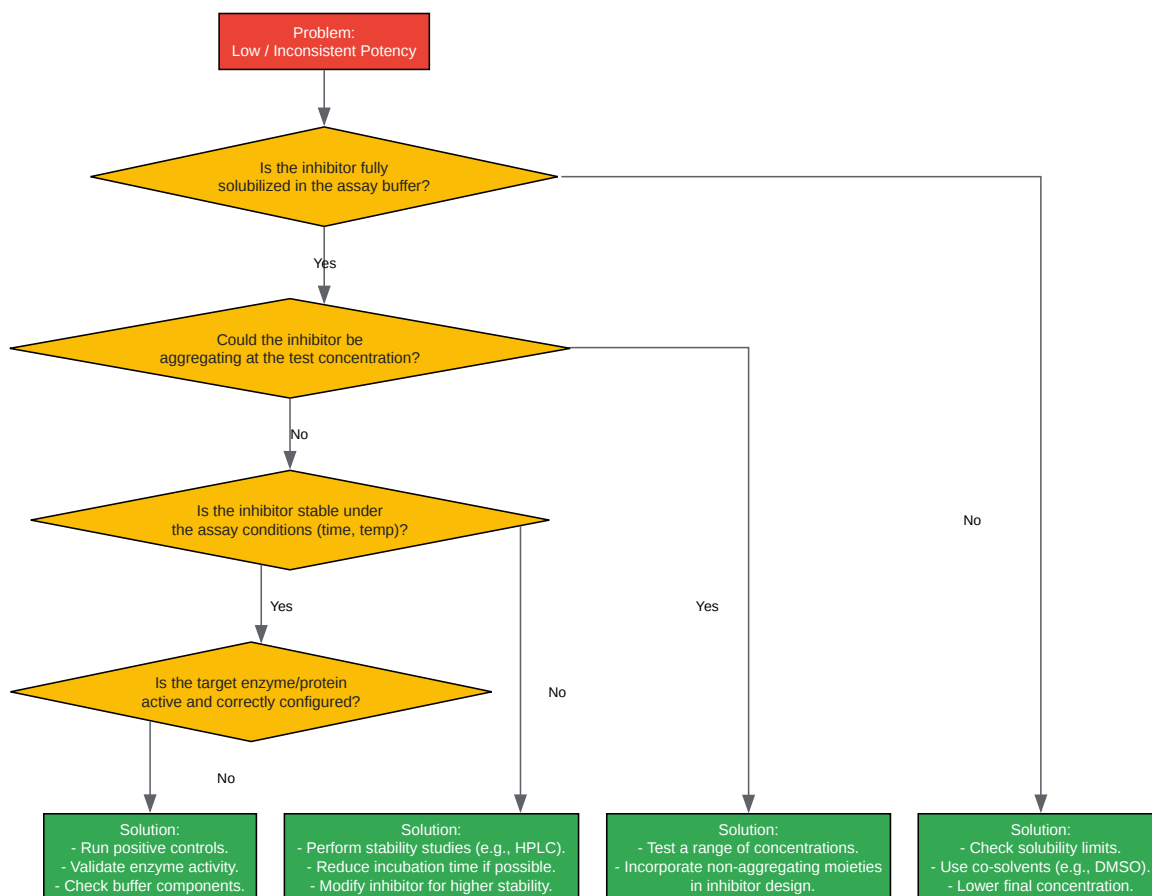 Problem:
Low / Inconsistent Potency
Is the inhibitor fully
solubilized in the assay buffer?
Yes
Could the inhibitor be
aggregating at the test concentration?
No
Is the inhibitor stable under
the assay conditions (time, temp)?
No
Yes
Yes
Is the target enzyme/protein
active and correctly configured?
No
No
Solution:
- Run positive controls.
- Validate enzyme activity.
- Check buffer components.
Solution:
- Perform stability studies (e.g., HPLC).
- Reduce incubation time if possible.
- Modify inhibitor for higher stability.
Solution:
- Test a range of concentrations.
- Incorporate non-aggregating moieties
in inhibitor design.
Solution:
- Check solubility limits.
- Use co-solvents (e.g., DMSO).
- Lower final concentration.